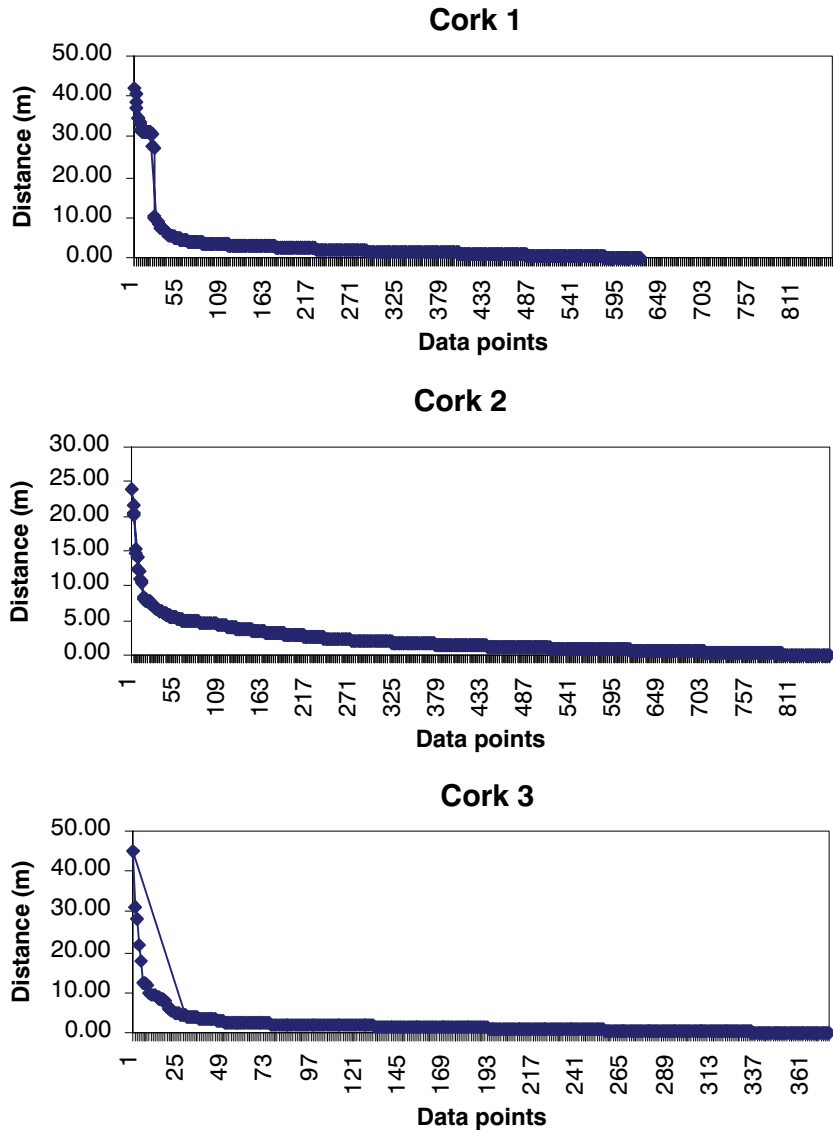 Cork 1
Distance (m)
50.00
40.00
30.00
20.00
10.00
0.00
1 55 109 163 217 271 325 379 433 487 541 595 649 703 757 811
Data points
Cork 2
Distance (m)
30.00
25.00
20.00
15.00
10.00
5.00
0.00
1 55 109 163 217 271 325 379 433 487 541 595 649 703 757 811
Data points
Cork 3
Distance (m)
50.00
40.00
30.00
20.00
10.00
0.00
1 25 49 73 97 121 145 169 193 217 241 265 289 313 337 361
Data points